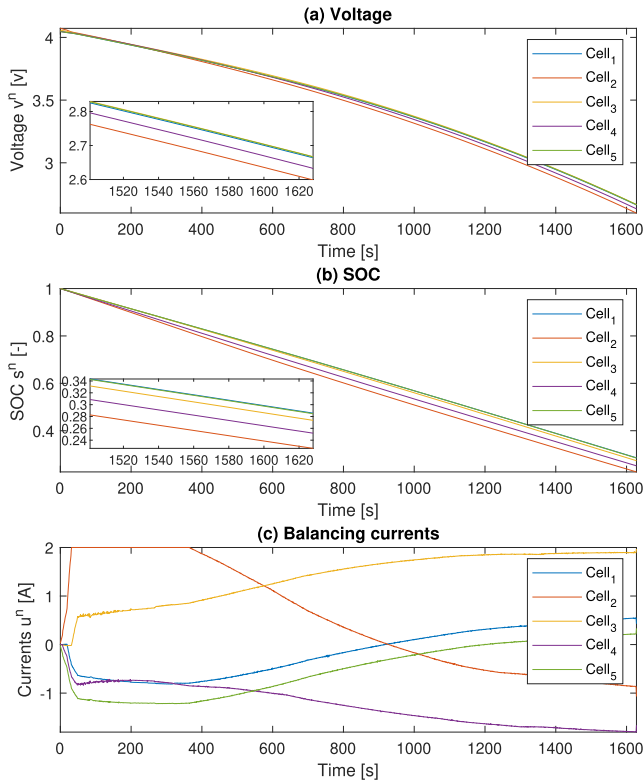 (a) Voltage
Voltage vⁿ [v]
4
3.5
3
2.8
2.7
2.6
1520 1540 1560 1580 1600 1620
Cell₁
Cell₂
Cell₃
Cell₄
Cell₅
0 200 400 600 800 1000 1200 1400 1600
Time [s]
(b) SOC
SOC sⁿ [-]
1
0.8
0.6
0.4
0.34
0.32
0.3
0.28
0.26
0.24
1520 1540 1560 1580 1600 1620
Cell₁
Cell₂
Cell₃
Cell₄
Cell₅
0 200 400 600 800 1000 1200 1400 1600
Time [s]
(c) Balancing currents
Currents uⁿ [A]
2
1
0
-1
Cell₁
Cell₂
Cell₃
Cell₄
Cell₅
0 200 400 600 800 1000 1200 1400 1600
Time [s]